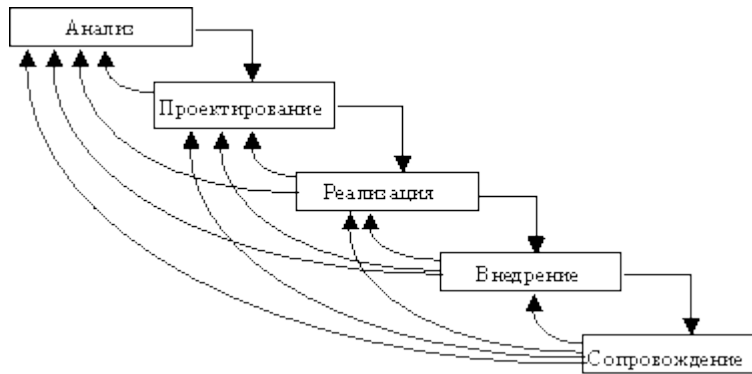 Анализ
Проектирование
Реализация
Внедрение
Сопровождение